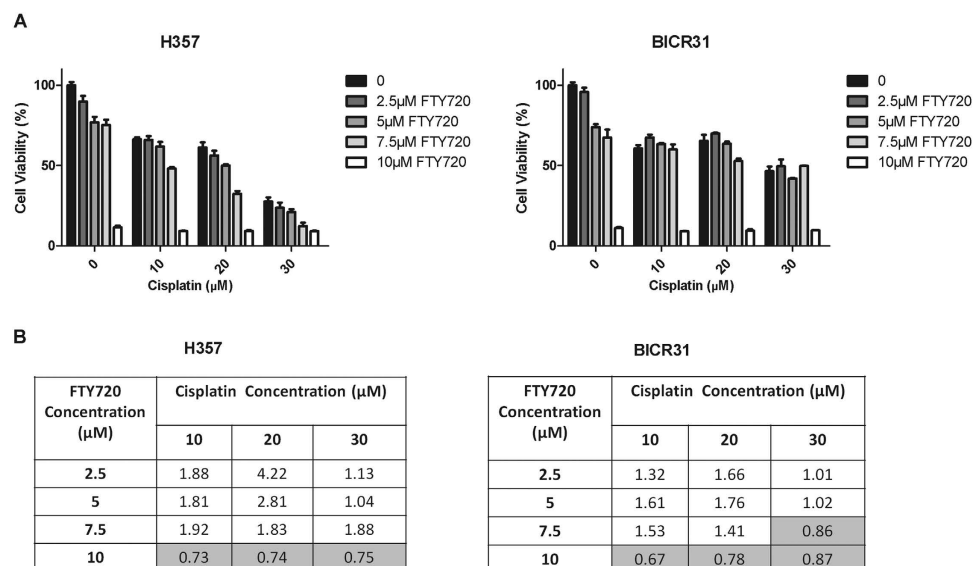 A
H357
BICR31
Cell Viability (%)
100
50
0
0
10
20
30
Cisplatin (µM)
0
2.5µM FTY720
5µM FTY720
7.5µM FTY720
10µM FTY720
Cell Viability (%)
100
50
0
0
10
20
30
Cisplatin (µM)
0
2.5µM FTY720
5µM FTY720
7.5µM FTY720
10µM FTY720
B
H357
FTY720 Cisplatin Concentration (µM)
Concentration
(µM)
10 20 30
2.5 1.88 4.22 1.13
5 1.81 2.81 1.04
7.5 1.92 1.83 1.88
10 0.73 0.74 0.75
BICR31
FTY720 Cisplatin Concentration (µM)
Concentration
(µM)
10 20 30
2.5 1.32 1.66 1.01
5 1.61 1.76 1.02
7.5 1.53 1.41 0.86
10 0.67 0.78 0.87